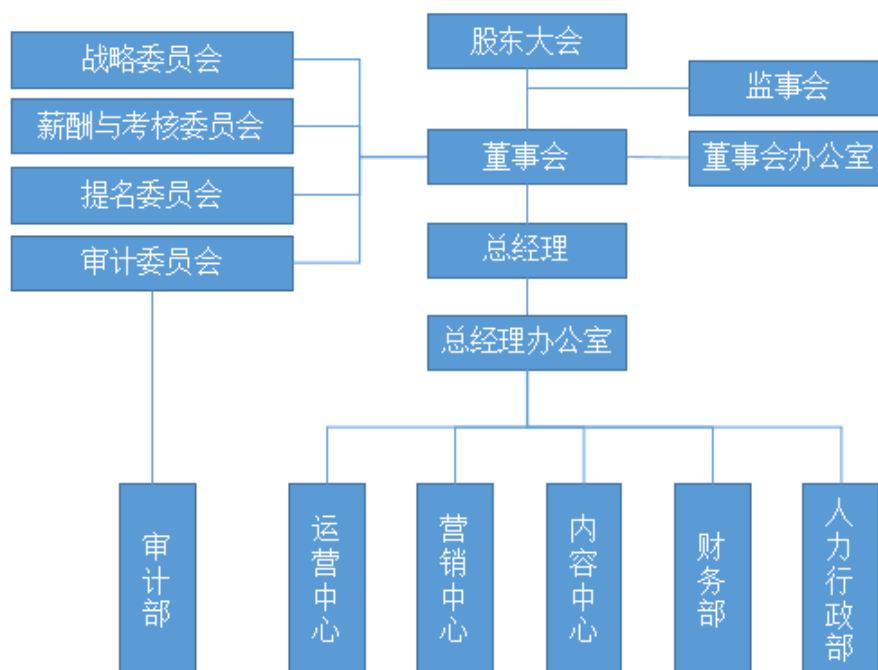 股东大会
战略委员会
监事会
薪酬与考核委员会
董事会
董事会办公室
提名委员会
总经理
审计委员会
总经理办公室
审计部
运营中心
营销中心
内容中心
财务部
人力行政部